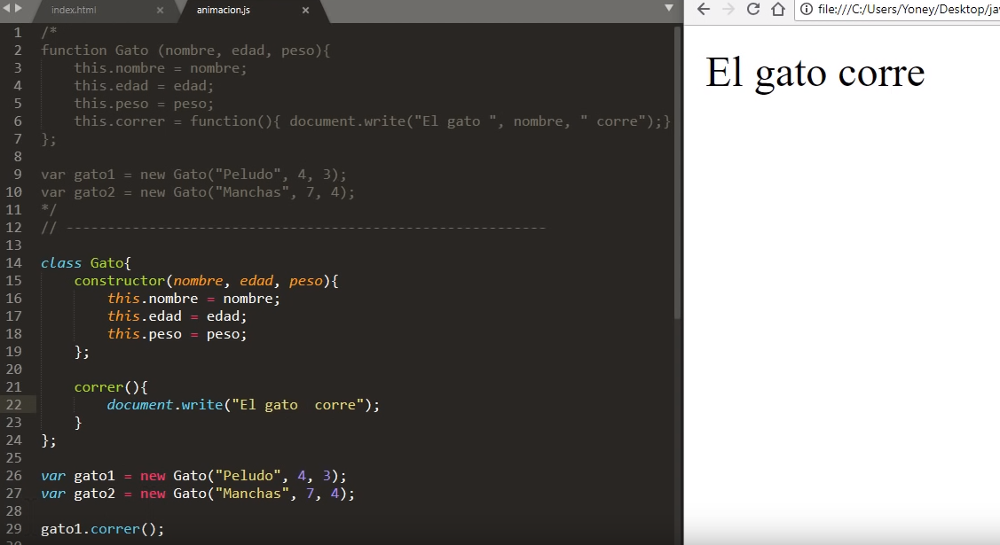 index.html × animacion.js ×
file:///C:/Users/Yoney/Desktop/ja
1 /*
2 function Gato (nombre, edad, peso){
3     this.nombre = nombre;
4     this.edad = edad;
5     this.peso = peso;
6     this.correr = function(){ document.write("El gato ", nombre, " corre");}
7 };
8
9 var gato1 = new Gato("Peludo", 4, 3);
10 var gato2 = new Gato("Manchas", 7, 4);
11 */
12 // ----------------------------------------------------------
13
14 class Gato{
15     constructor(nombre, edad, peso){
16         this.nombre = nombre;
17         this.edad = edad;
18         this.peso = peso;
19     };
20
21     correr(){
22         document.write("El gato  corre");
23     }
24 };
25
26 var gato1 = new Gato("Peludo", 4, 3);
27 var gato2 = new Gato("Manchas", 7, 4);
28
29 gato1.correr();
El gato corre